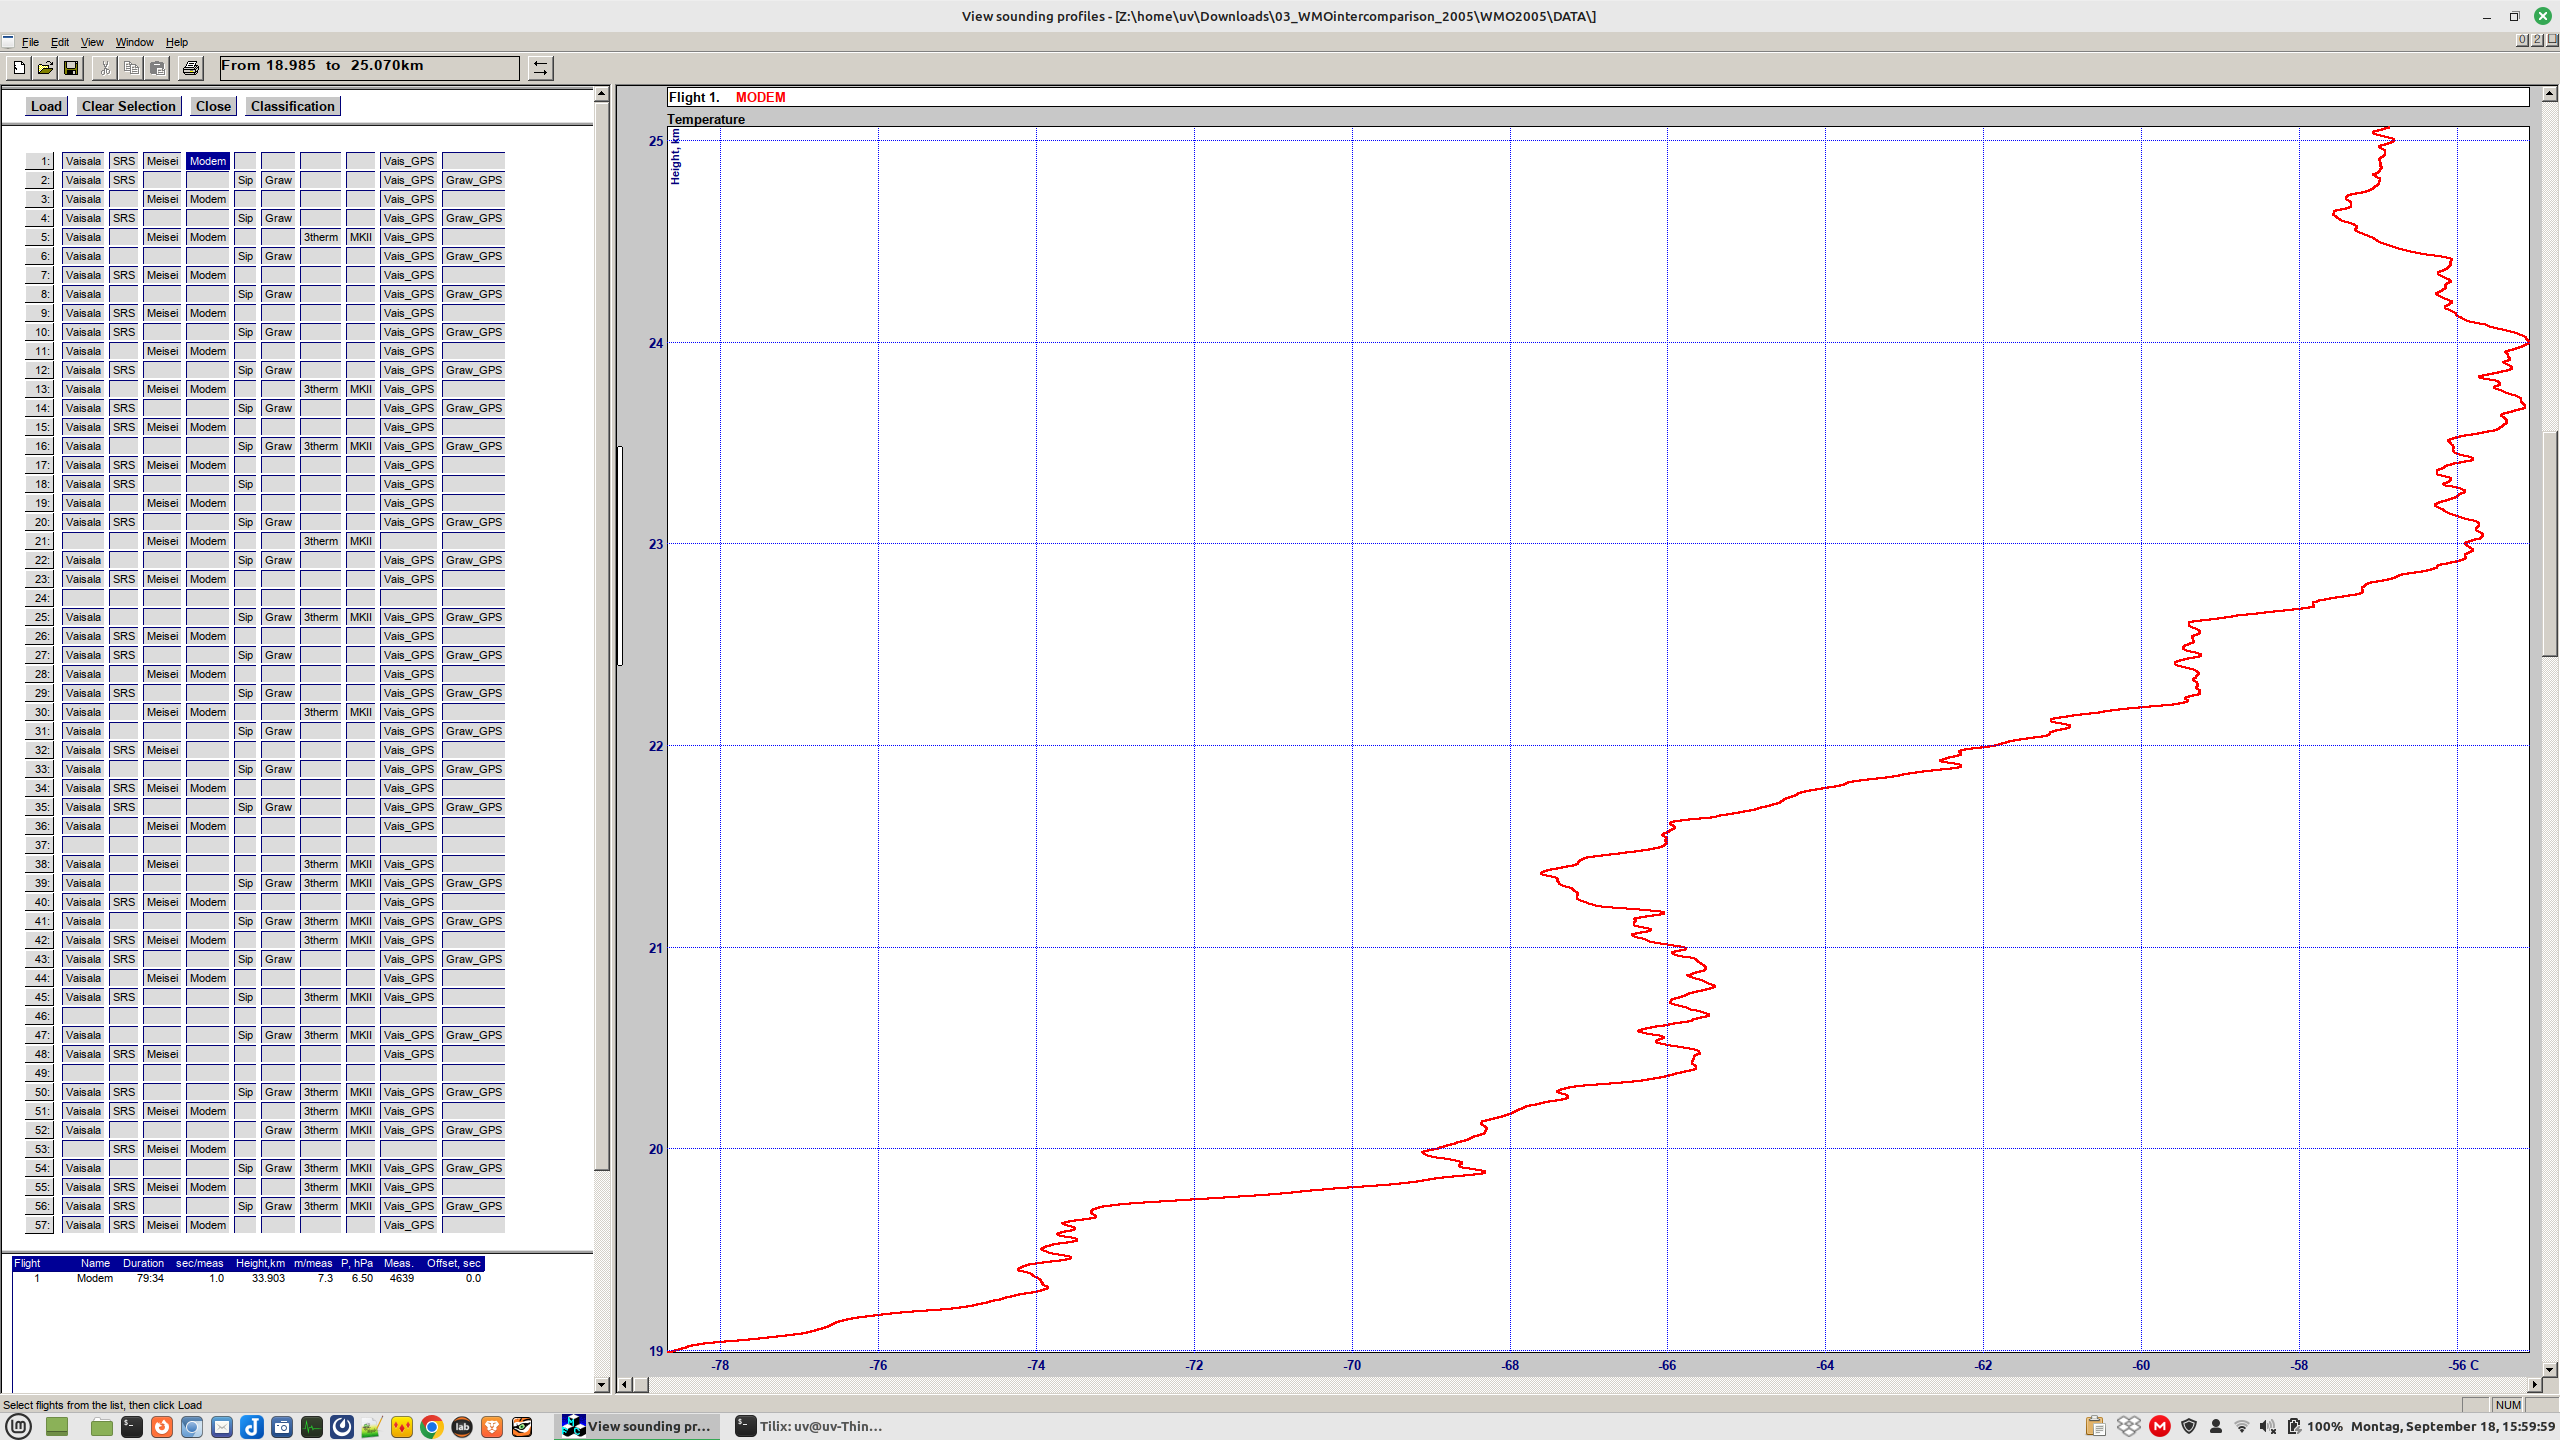 View sounding profiles - [Z:\home\uv\Downloads\03_WMOintercomparison_2005\WMO2005\DATA\]
File Edit View Window Help
From 18.985 to 25.070km
Load Clear Selection Close Classification
1: Vaisala SRS Meisei Modem Vais_GPS
2: Vaisala SRS Sip Graw Vais_GPS Graw_GPS
3: Vaisala Meisei Modem Vais_GPS
4: Vaisala SRS Sip Graw Vais_GPS Graw_GPS
5: Vaisala Meisei Modem 3therm MKII Vais_GPS
6: Vaisala Sip Graw Vais_GPS Graw_GPS
7: Vaisala SRS Meisei Modem Vais_GPS
8: Vaisala Sip Graw Vais_GPS Graw_GPS
9: Vaisala SRS Meisei Modem Vais_GPS
10: Vaisala SRS Sip Graw Vais_GPS Graw_GPS
11: Vaisala Meisei Modem Vais_GPS
12: Vaisala SRS Sip Graw Vais_GPS Graw_GPS
13: Vaisala Meisei Modem 3therm MKII Vais_GPS
14: Vaisala SRS Sip Graw Vais_GPS Graw_GPS
15: Vaisala SRS Meisei Modem Vais_GPS
16: Vaisala Sip Graw 3therm MKII Vais_GPS Graw_GPS
17: Vaisala SRS Meisei Modem Vais_GPS
18: Vaisala SRS Sip Vais_GPS
19: Vaisala Meisei Modem Vais_GPS
20: Vaisala SRS Sip Graw Vais_GPS Graw_GPS
21: Meisei Modem 3therm MKII
22: Vaisala Sip Graw Vais_GPS Graw_GPS
23: Vaisala SRS Meisei Modem Vais_GPS
24:
25: Vaisala Sip Graw 3therm MKII Vais_GPS Graw_GPS
26: Vaisala SRS Meisei Modem Vais_GPS
27: Vaisala SRS Sip Graw Vais_GPS Graw_GPS
28: Vaisala Meisei Modem Vais_GPS
29: Vaisala SRS Sip Graw Vais_GPS Graw_GPS
30: Vaisala Meisei Modem 3therm MKII Vais_GPS
31: Vaisala Sip Graw Vais_GPS Graw_GPS
32: Vaisala SRS Meisei Vais_GPS
33: Vaisala Sip Graw Vais_GPS Graw_GPS
34: Vaisala SRS Meisei Modem Vais_GPS
35: Vaisala SRS Sip Graw Vais_GPS Graw_GPS
36: Vaisala Meisei Modem Vais_GPS
37:
38: Vaisala Meisei 3therm MKII Vais_GPS
39: Vaisala Sip Graw 3therm MKII Vais_GPS Graw_GPS
40: Vaisala SRS Meisei Modem Vais_GPS
41: Vaisala Sip Graw 3therm MKII Vais_GPS Graw_GPS
42: Vaisala SRS Meisei Modem 3therm MKII Vais_GPS
43: Vaisala SRS Sip Graw Vais_GPS Graw_GPS
44: Vaisala Meisei Modem Vais_GPS
45: Vaisala SRS Sip 3therm MKII Vais_GPS
46:
47: Vaisala Sip Graw 3therm MKII Vais_GPS Graw_GPS
48: Vaisala SRS Meisei Vais_GPS
49:
50: Vaisala SRS Sip Graw 3therm MKII Vais_GPS Graw_GPS
51: Vaisala SRS Meisei Modem 3therm MKII Vais_GPS
52: Vaisala Graw 3therm MKII Vais_GPS Graw_GPS
53: SRS Meisei Modem
54: Vaisala Sip Graw 3therm MKII Vais_GPS Graw_GPS
55: Vaisala SRS Meisei Modem 3therm MKII Vais_GPS
56: Vaisala SRS Sip Graw 3therm MKII Vais_GPS Graw_GPS
57: Vaisala SRS Meisei Modem Vais_GPS
Flight Name Duration sec/meas Height,km m/meas P, hPa Meas. Offset, sec
1 Modem 79:34 1.0 33.903 7.3 6.50 4639 0.0
Flight 1. MODEM
Temperature
Height, km
25
24
23
22
21
20
19
-78 -76 -74 -72 -70 -68 -66 -64 -62 -60 -58 -56 C
Select flights from the list, then click Load
NUM
View sounding pr... Tilix: uv@uv-Thin... 100% Montag, September 18, 15:59:59